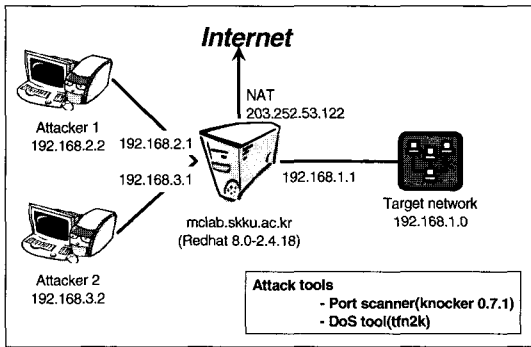 Internet
NAT
203.252.53.122
Attacker 1
192.168.2.2
192.168.2.1
192.168.3.1
192.168.1.1
mclab.skku.ac.kr
(Redhat 8.0-2.4.18)
Target network
192.168.1.0
Attacker 2
192.168.3.2
Attack tools
- Port scanner(knocker 0.7.1)
- DoS tool(tfn2k)